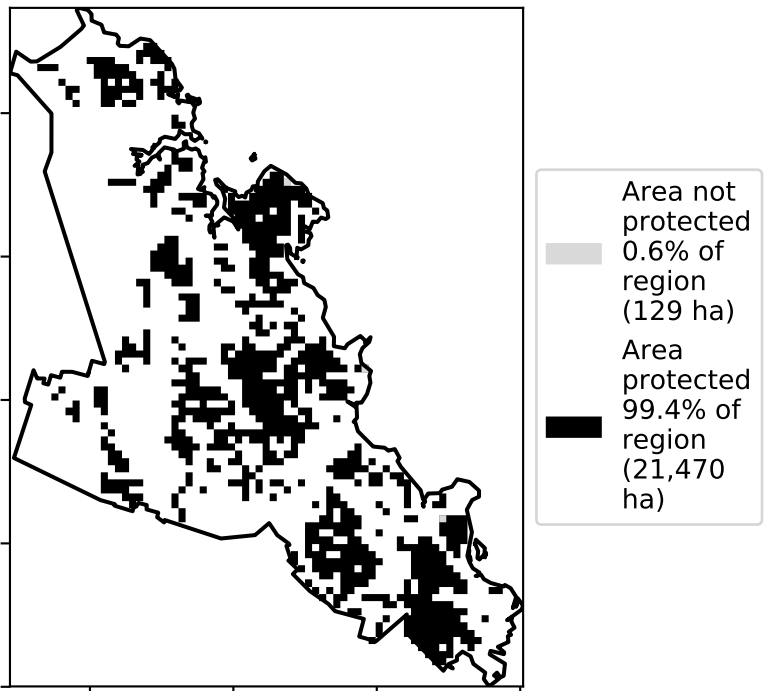 Area not
protected
0.6% of
region
(129 ha)
Area
protected
99.4% of
region
(21,470
ha)